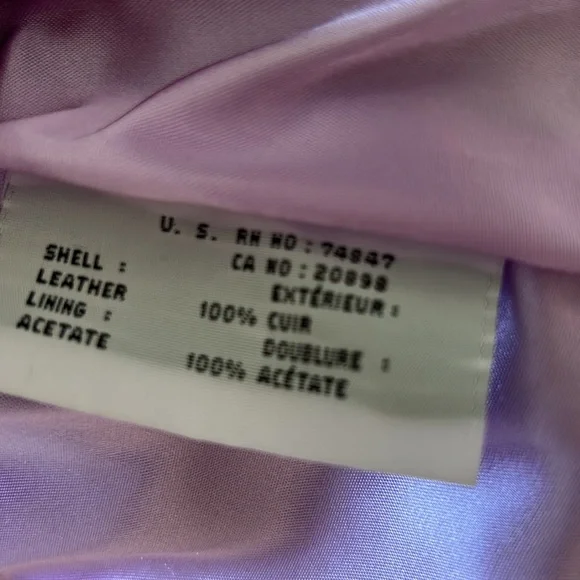 U. S. RN NO : 74847
CA NO : 20898
SHELL :
LEATHER
LINING :
ACETATE
EXTÉRIEUR :
100% CUIR
DOUBLURE :
100% ACÉTATE